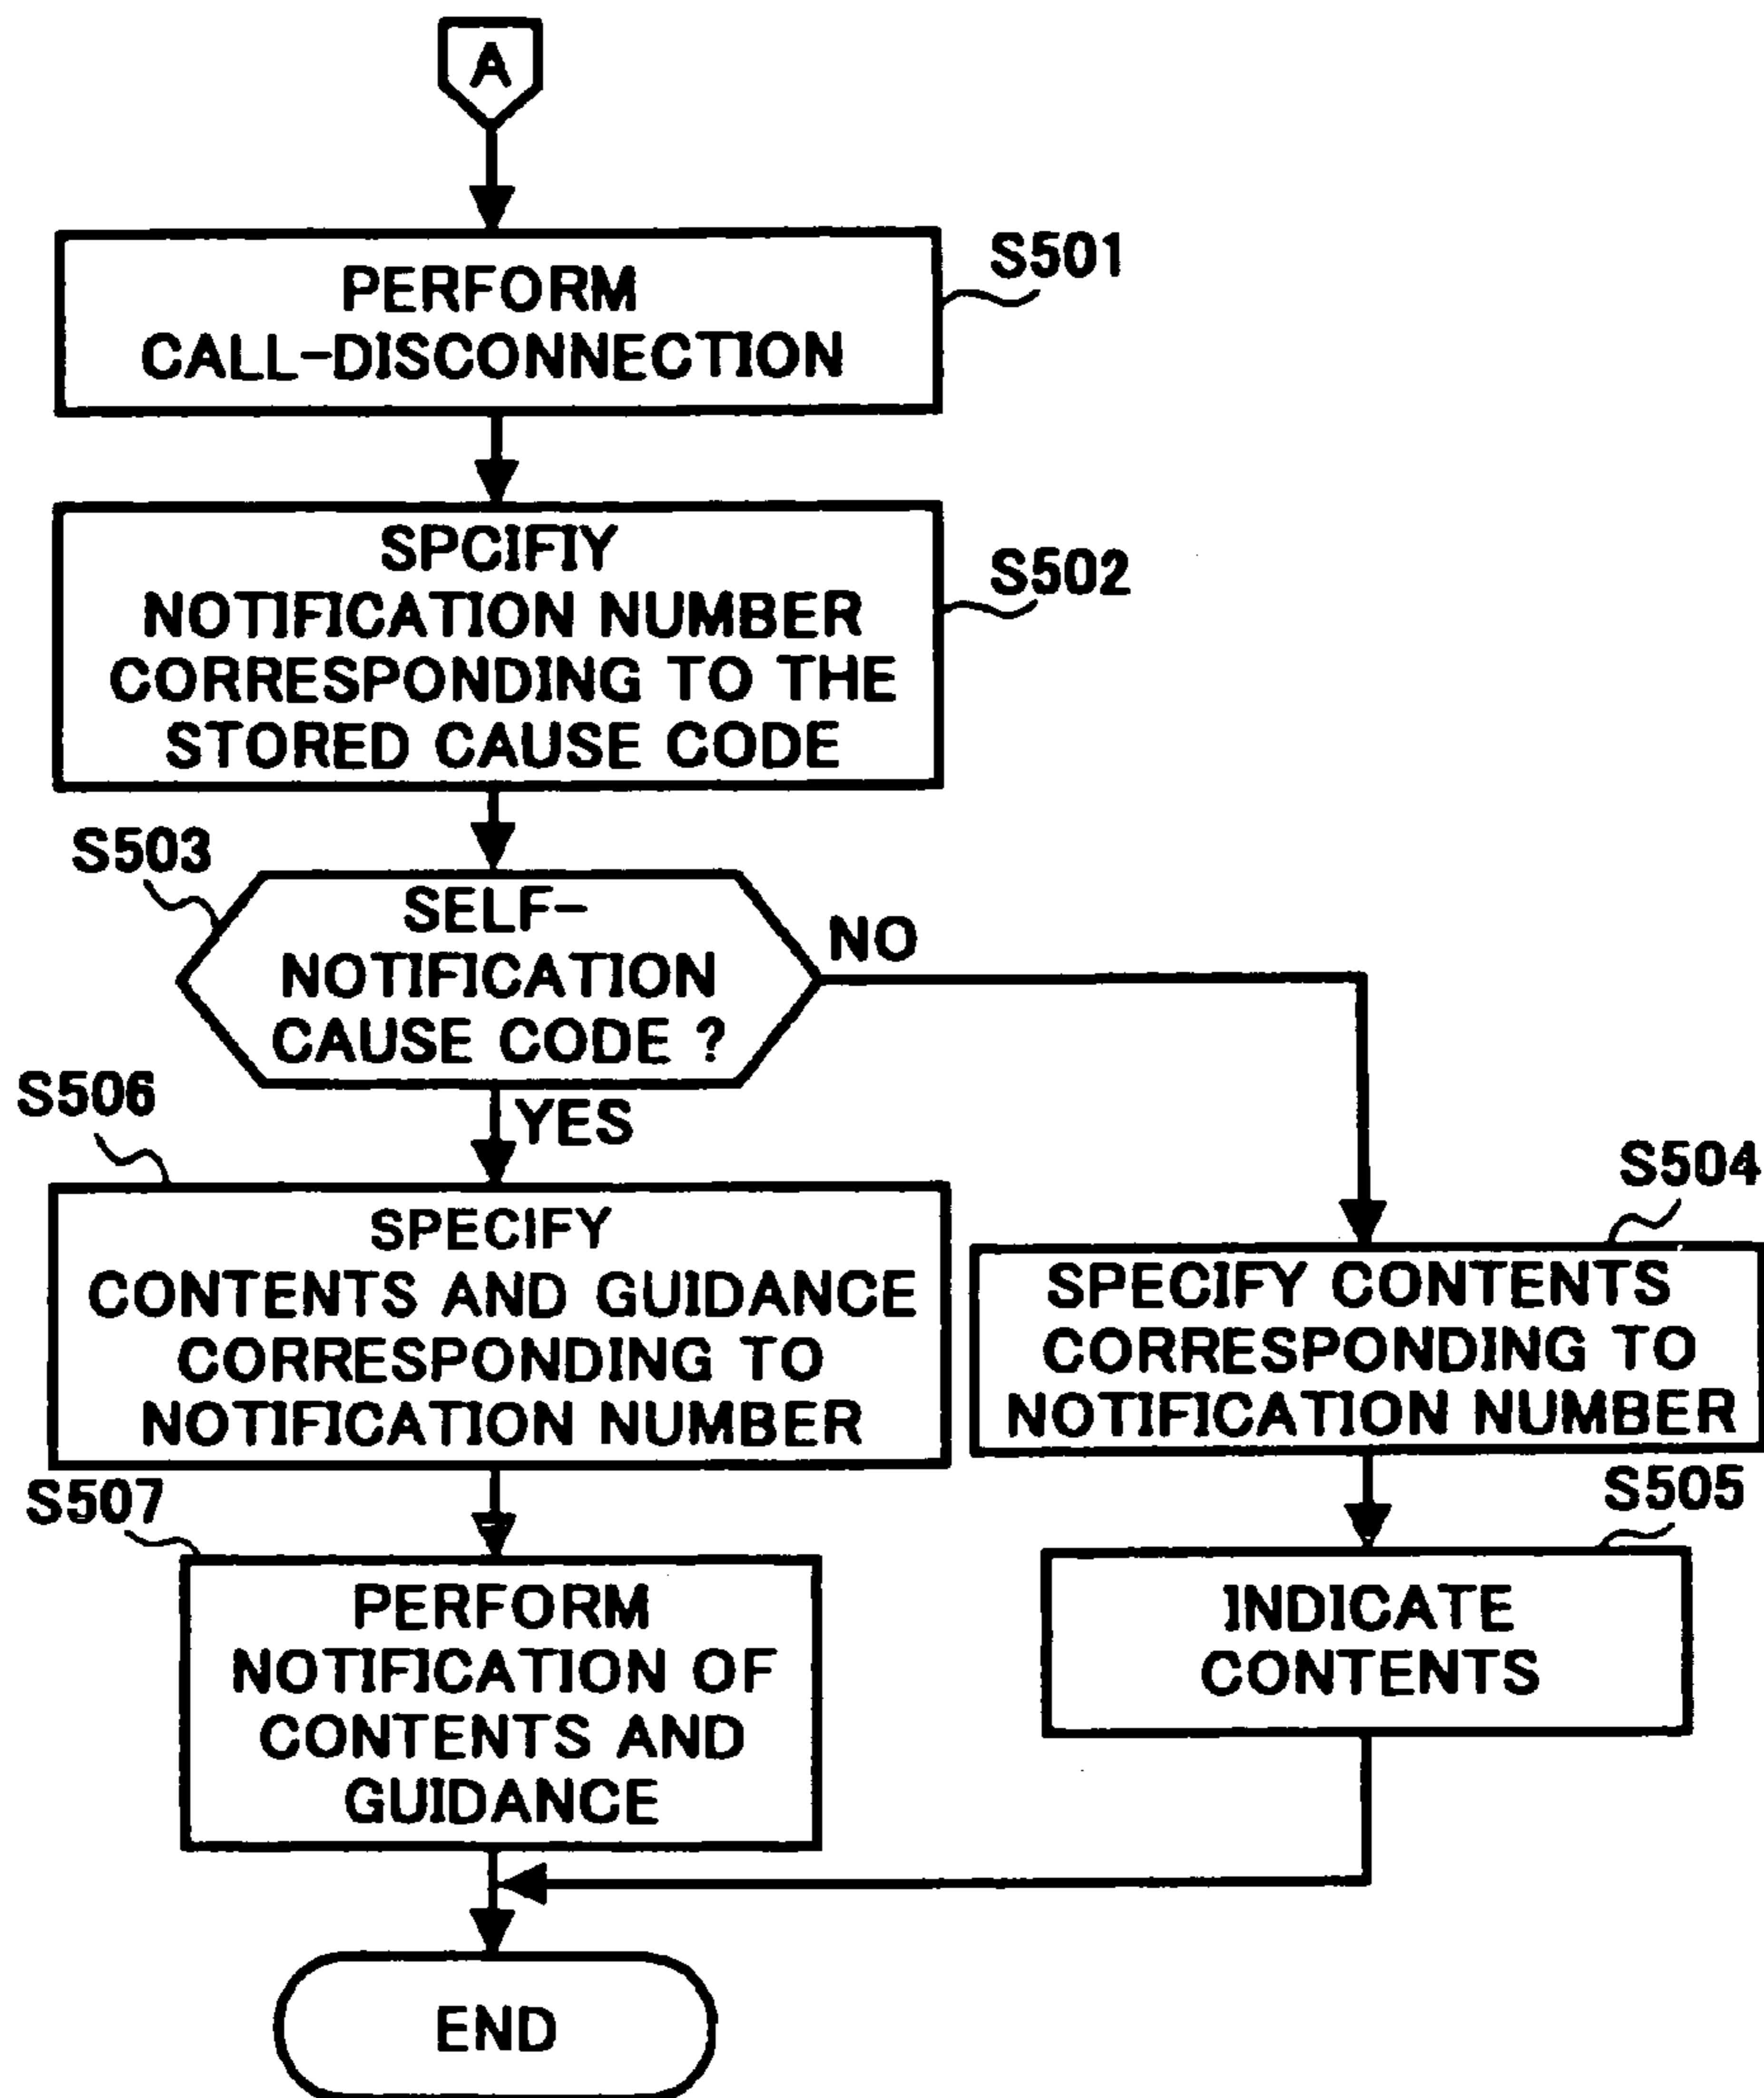 A
S501
PERFORM
CALL-DISCONNECTION
S502
SPCIFIY
NOTIFICATION NUMBER
CORRESPONDING TO THE
STORED CAUSE CODE
S503
SELF-
NOTIFICATION
CAUSE CODE ?
NO
YES
S506
SPECIFY
CONTENTS AND GUIDANCE
CORRESPONDING TO
NOTIFICATION NUMBER
S504
SPECIFY CONTENTS
CORRESPONDING TO
NOTIFICATION NUMBER
S507
PERFORM
NOTIFICATION OF
CONTENTS AND
GUIDANCE
S505
INDICATE
CONTENTS
END